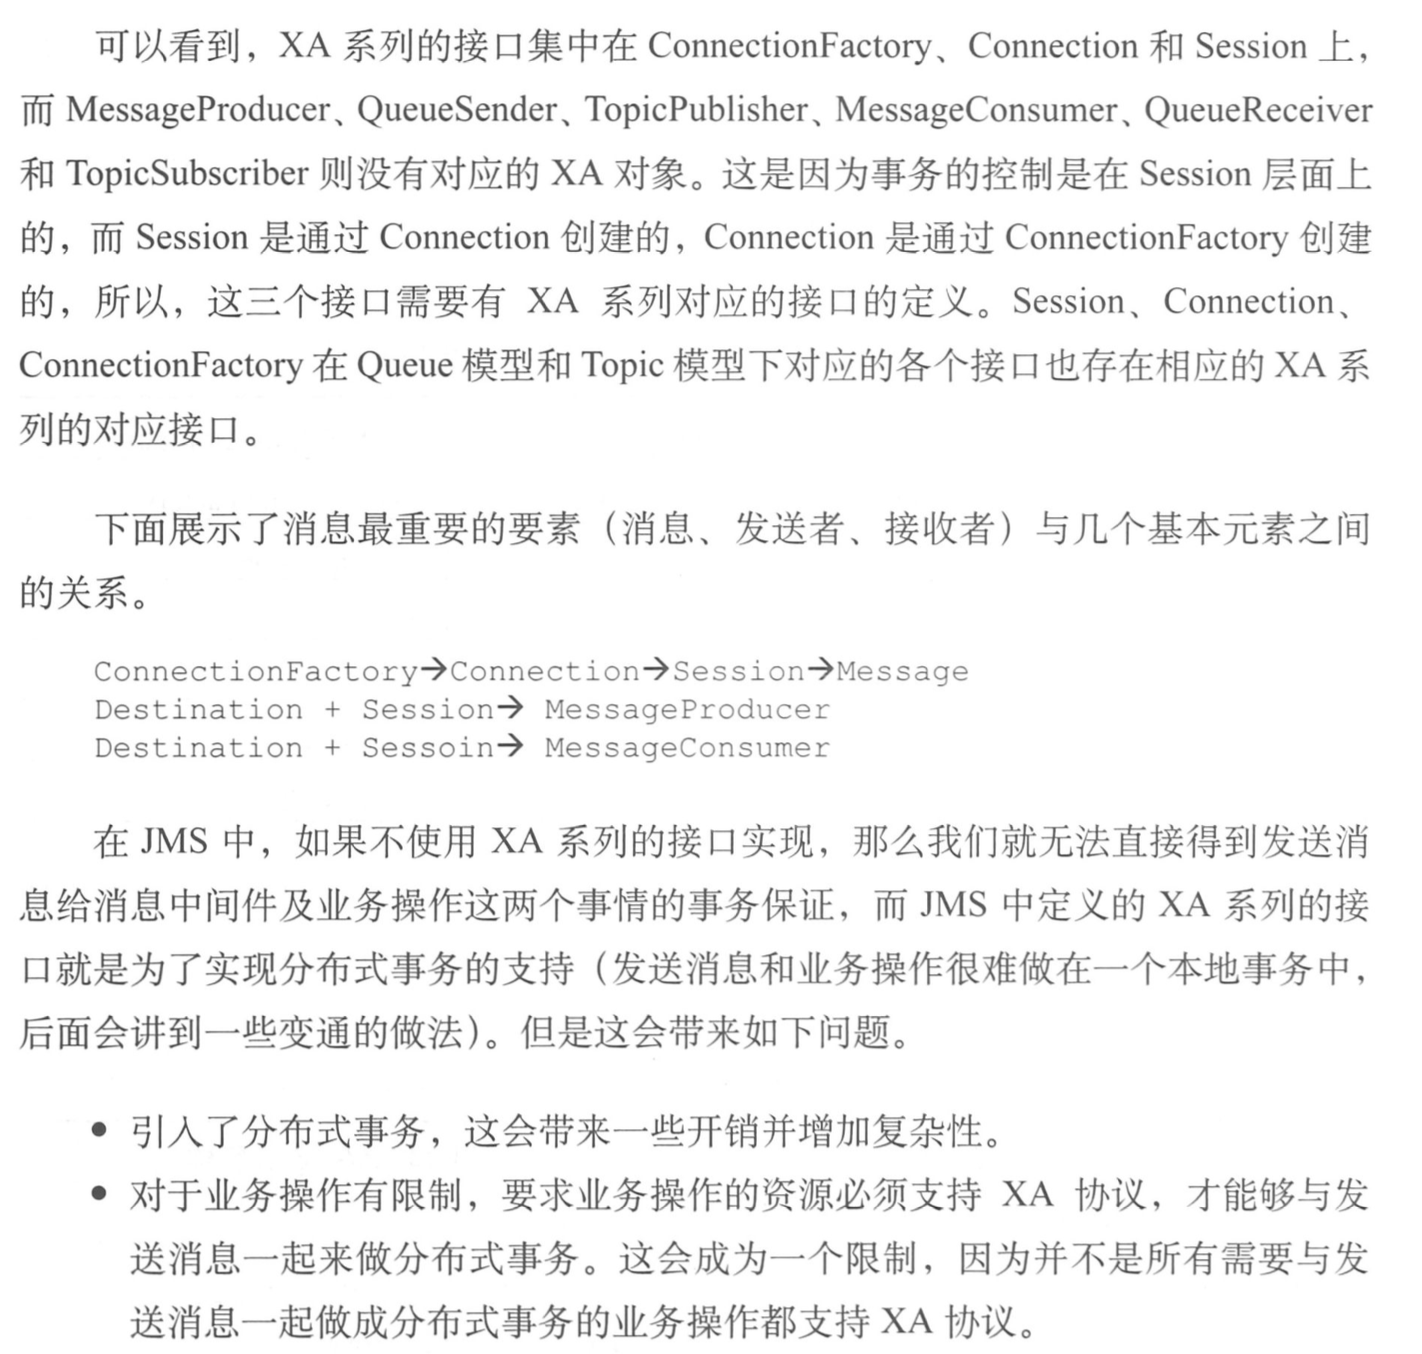 可以看到，XA 系列的接口集中在 ConnectionFactory、Connection 和 Session 上，
而 MessageProducer、QueueSender、TopicPublisher、MessageConsumer、QueueReceiver
和 TopicSubscriber 则没有对应的 XA 对象。这是因为事务的控制是在 Session 层面上
的，而 Session 是通过 Connection 创建的，Connection 是通过 ConnectionFactory 创建
的，所以，这三个接口需要有 XA 系列对应的接口的定义。Session、Connection、
ConnectionFactory 在 Queue 模型和 Topic 模型下对应的各个接口也存在相应的 XA 系
列的对应接口。
下面展示了消息最重要的要素（消息、发送者、接收者）与几个基本元素之间
的关系。
ConnectionFactory→Connection→Session→Message
Destination + Session→ MessageProducer
Destination + Sessoin→ MessageConsumer
在 JMS 中，如果不使用 XA 系列的接口实现，那么我们就无法直接得到发送消
息给消息中间件及业务操作这两个事情的事务保证，而 JMS 中定义的 XA 系列的接
口就是为了实现分布式事务的支持（发送消息和业务操作很难做在一个本地事务中，
后面会讲到一些变通的做法）。但是这会带来如下问题。
● 引入了分布式事务，这会带来一些开销并增加复杂性。
● 对于业务操作有限制，要求业务操作的资源必须支持 XA 协议，才能够与发
送消息一起来做分布式事务。这会成为一个限制，因为并不是所有需要与发
送消息一起做成分布式事务的业务操作都支持 XA 协议。